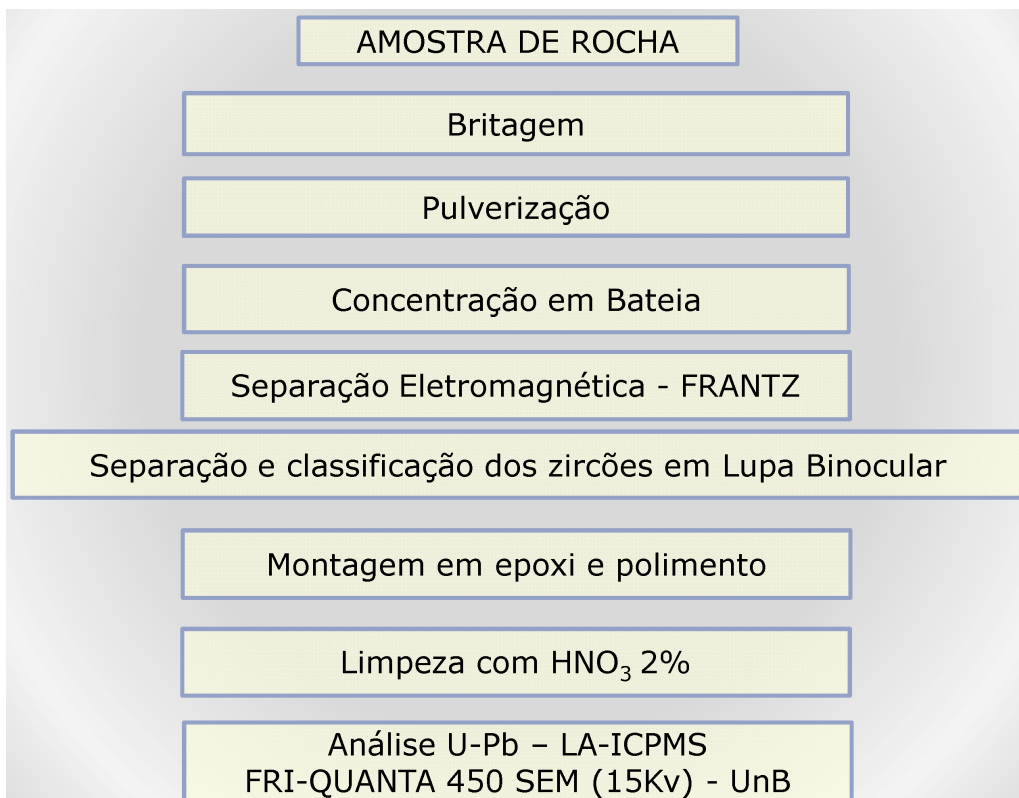 AMOSTRA DE ROCHA
Britagem
Pulverização
Concentração em Bateia
Separação Eletromagnética - FRANTZ
Separação e classificação dos zircões em Lupa Binocular
Montagem em epoxi e polimento
Limpeza com HNO₃ 2%
Análise U-Pb – LA-ICPMS
FRI-QUANTA 450 SEM (15Kv) - UnB